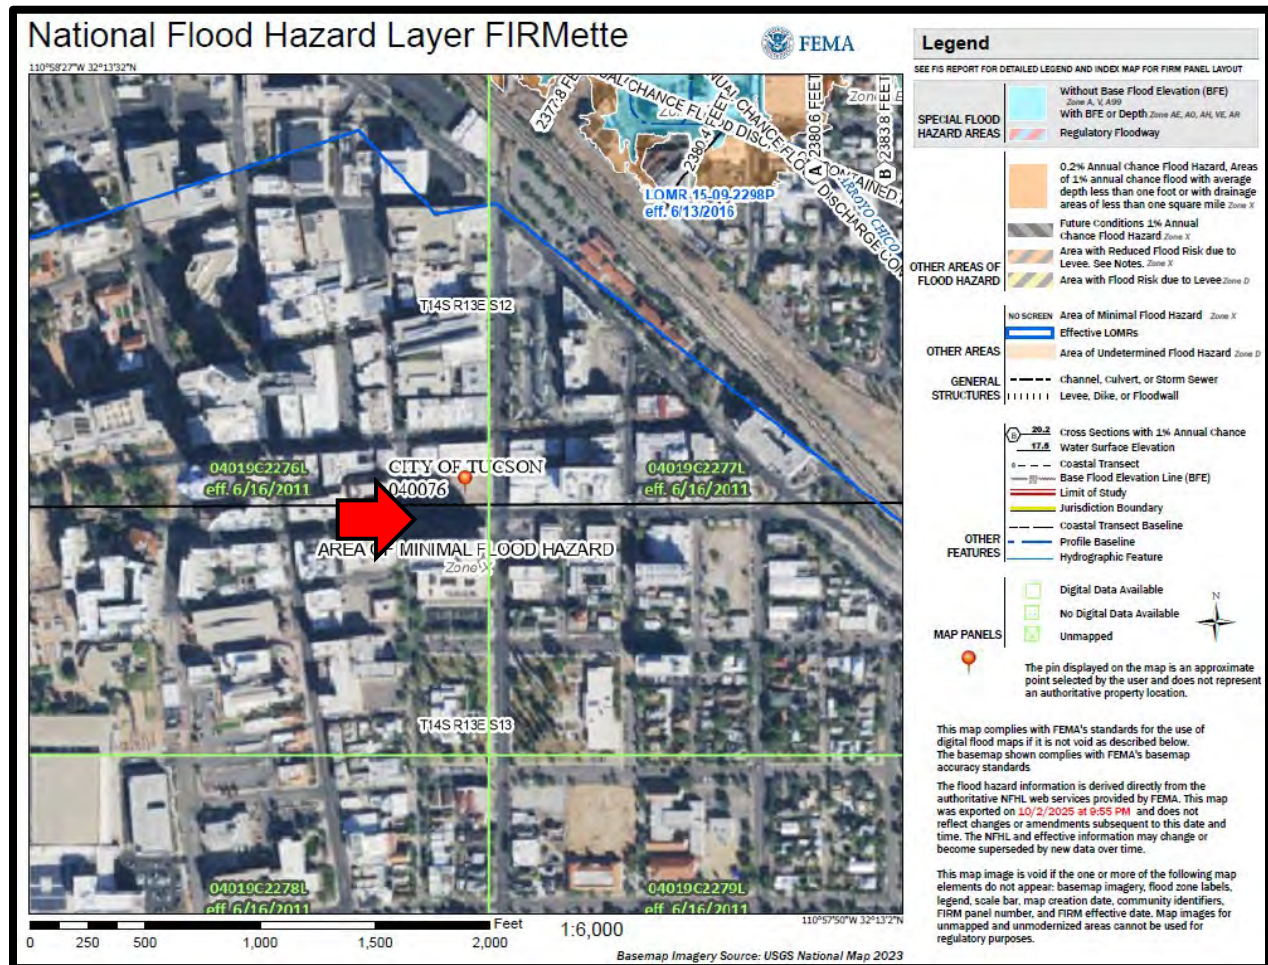 National Flood Hazard Layer FIRMette
FEMA
110°58'27"W 32°13'32"N
2377.8 FE
2380.4 FEET
A 2380.6 FEET
B 2383.8 FEET
ARROYO CHICO
LOMR 15-09-2298P
eff. 6/13/2016
T14S R13E S12
04019C2276L
eff. 6/16/2011
CITY OF TUCSON
040076
04019C2277L
eff. 6/16/2011
AREA OF MINIMAL FLOOD HAZARD
Zone X
T14S R13E S13
04019C2278L
eff. 6/16/2011
04019C2279L
eff. 6/16/2011
Feet
1:6,000
110°57'50"W 32°13'2"N
0 250 500 1,000 1,500 2,000
Basemap Imagery Source: USGS National Map 2023
Legend
SEE FIS REPORT FOR DETAILED LEGEND AND INDEX MAP FOR FIRM PANEL LAYOUT
SPECIAL FLOOD
HAZARD AREAS
Without Base Flood Elevation (BFE)
Zone A, V, A99
With BFE or Depth Zone AE, AO, AH, VE, AR
Regulatory Floodway
OTHER AREAS OF
FLOOD HAZARD
0.2% Annual Chance Flood Hazard, Areas
of 1% annual chance flood with average
depth less than one foot or with drainage
areas of less than one square mile Zone X
Future Conditions 1% Annual
Chance Flood Hazard Zone X
Area with Reduced Flood Risk due to
Levee. See Notes. Zone X
Area with Flood Risk due to Levee Zone D
OTHER AREAS
NO SCREEN Area of Minimal Flood Hazard Zone X
Effective LOMRs
Area of Undetermined Flood Hazard Zone D
GENERAL
STRUCTURES
Channel, Culvert, or Storm Sewer
Levee, Dike, or Floodwall
OTHER
FEATURES
B 20.2 Cross Sections with 1% Annual Chance
17.5 Water Surface Elevation
8 Coastal Transect
Base Flood Elevation Line (BFE)
Limit of Study
Jurisdiction Boundary
Coastal Transect Baseline
Profile Baseline
Hydrographic Feature
MAP PANELS
Digital Data Available
No Digital Data Available
Unmapped
N
The pin displayed on the map is an approximate
point selected by the user and does not represent
an authoritative property location.
This map complies with FEMA's standards for the use of
digital flood maps if it is not void as described below.
The basemap shown complies with FEMA's basemap
accuracy standards
The flood hazard information is derived directly from the
authoritative NFHL web services provided by FEMA. This map
was exported on 10/2/2025 at 9:55 PM and does not
reflect changes or amendments subsequent to this date and
time. The NFHL and effective information may change or
become superseded by new data over time.
This map image is void if the one or more of the following map
elements do not appear: basemap imagery, flood zone labels,
legend, scale bar, map creation date, community identifiers,
FIRM panel number, and FIRM effective date. Map images for
unmapped and unmodernized areas cannot be used for
regulatory purposes.